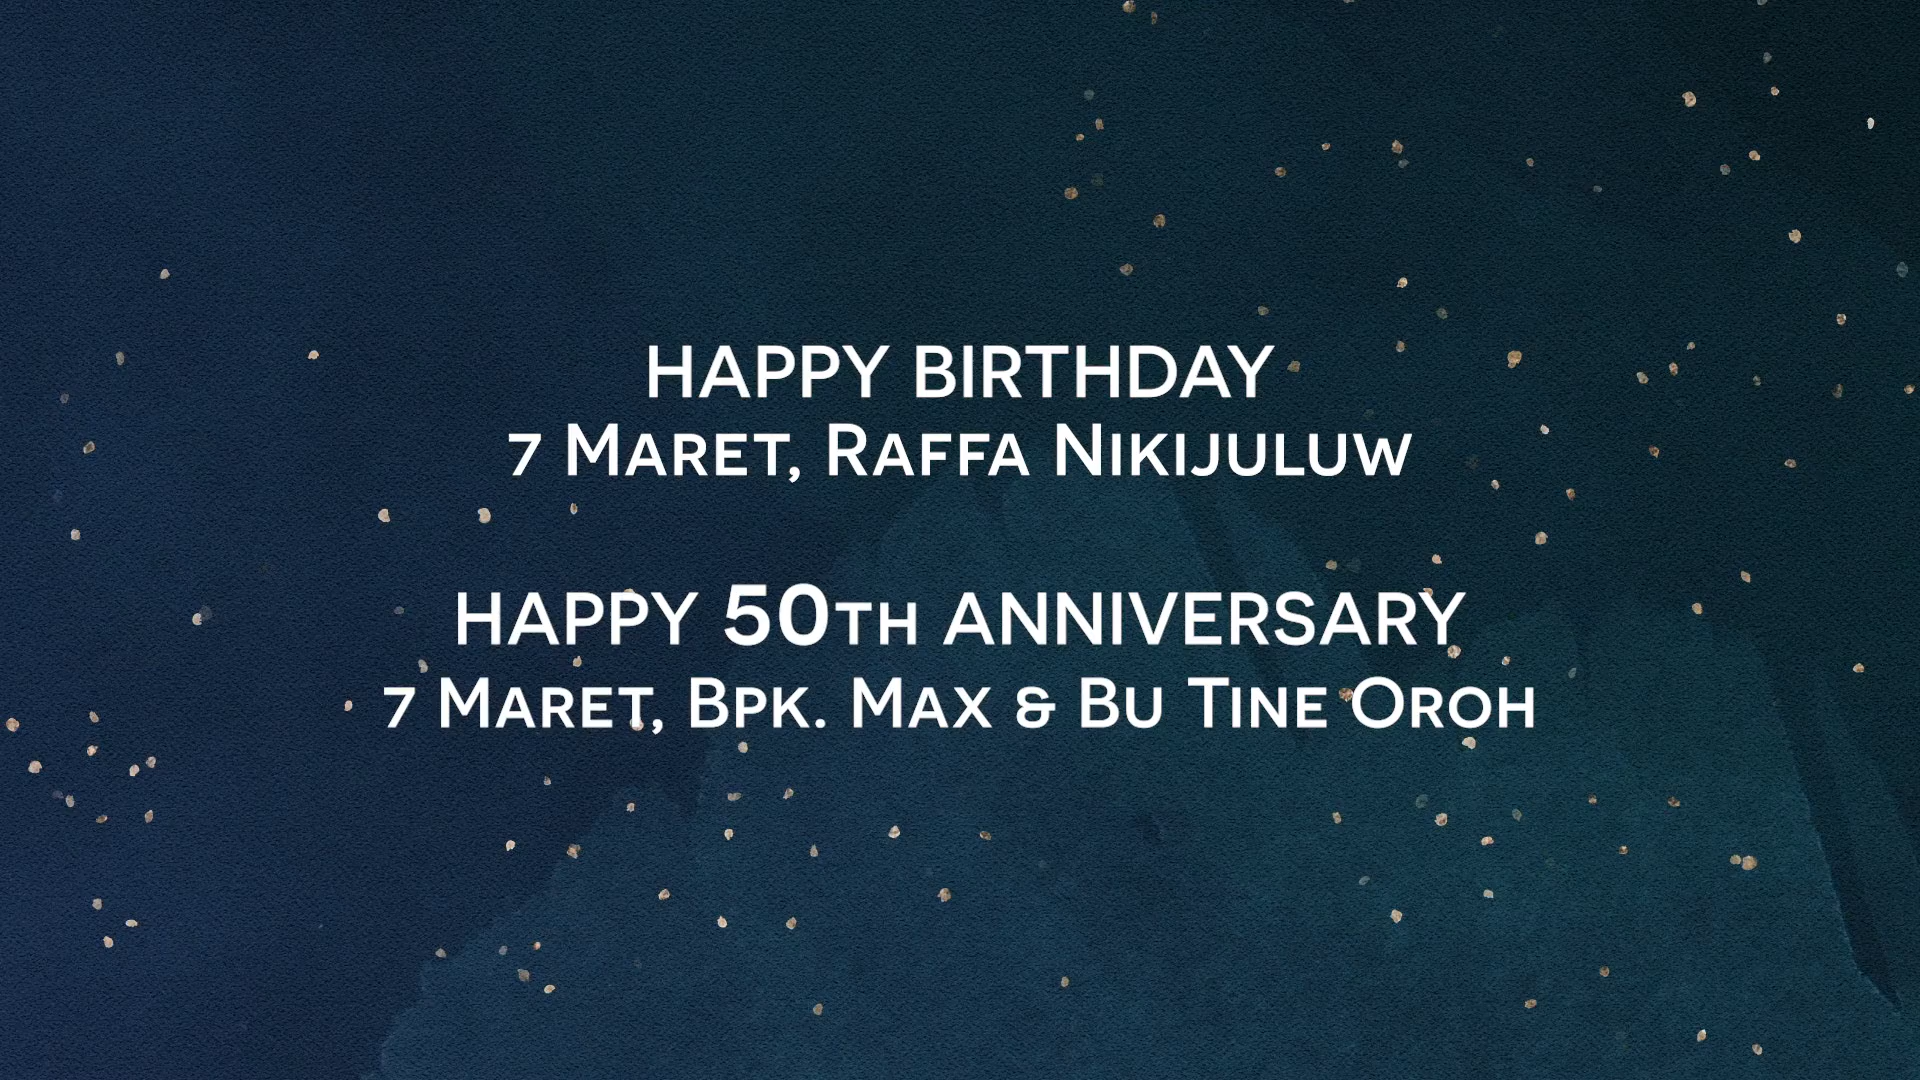 HAPPY BIRTHDAY
7 Maret, Raffa Nikijuluw
HAPPY 50th ANNIVERSARY
7 Maret, Bpk. Max & Bu Tine Oroh